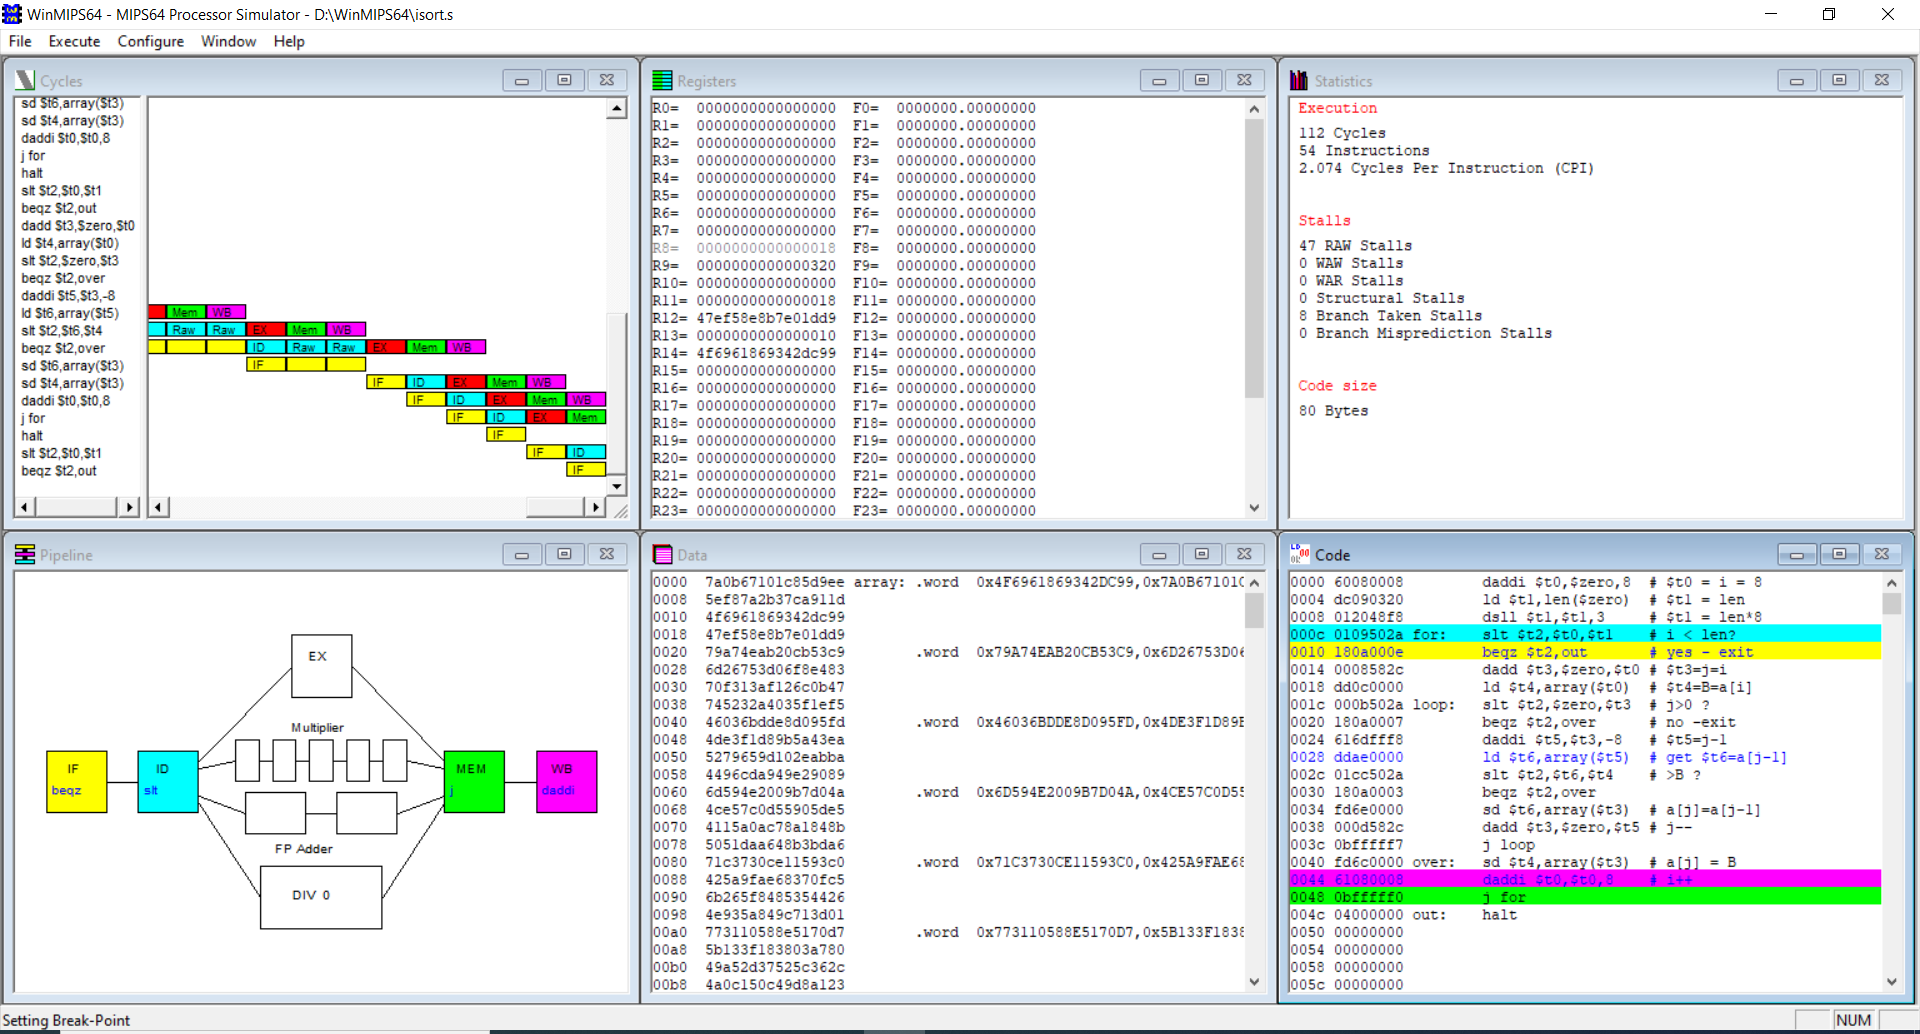 WinMIPS64 - MIPS64 Processor Simulator - D:\WinMIPS64\isort.s
File Execute Configure Window Help
Cycles
sd $t6,array($t3)
sd $t4,array($t3)
daddi $t0,$t0,8
j for
halt
slt $t2,$t0,$t1
beqz $t2,out
dadd $t3,$zero,$t0
ld $t4,array($t0)
slt $t2,$zero,$t3
beqz $t2,over
daddi $t5,$t3,-8
ld $t6,array($t5)
slt $t2,$t6,$t4
beqz $t2,over
sd $t6,array($t3)
sd $t4,array($t3)
daddi $t0,$t0,8
j for
halt
slt $t2,$t0,$t1
beqz $t2,out
Mem WB
Raw Raw EX Mem WB
ID Raw Raw EX Mem WB
IF
IF ID EX Mem WB
IF ID EX Mem WB
IF ID EX Mem
IF
IF ID
IF
Registers
R0= 0000000000000000 F0= 0000000.00000000
R1= 0000000000000000 F1= 0000000.00000000
R2= 0000000000000000 F2= 0000000.00000000
R3= 0000000000000000 F3= 0000000.00000000
R4= 0000000000000000 F4= 0000000.00000000
R5= 0000000000000000 F5= 0000000.00000000
R6= 0000000000000000 F6= 0000000.00000000
R7= 0000000000000000 F7= 0000000.00000000
R8= 0000000000000018 F8= 0000000.00000000
R9= 0000000000000320 F9= 0000000.00000000
R10= 0000000000000000 F10= 0000000.00000000
R11= 0000000000000018 F11= 0000000.00000000
R12= 47ef58e8b7e01dd9 F12= 0000000.00000000
R13= 0000000000000010 F13= 0000000.00000000
R14= 4f6961869342dc99 F14= 0000000.00000000
R15= 0000000000000000 F15= 0000000.00000000
R16= 0000000000000000 F16= 0000000.00000000
R17= 0000000000000000 F17= 0000000.00000000
R18= 0000000000000000 F18= 0000000.00000000
R19= 0000000000000000 F19= 0000000.00000000
R20= 0000000000000000 F20= 0000000.00000000
R21= 0000000000000000 F21= 0000000.00000000
R22= 0000000000000000 F22= 0000000.00000000
R23= 0000000000000000 F23= 0000000.00000000
Statistics
Execution
112 Cycles
54 Instructions
2.074 Cycles Per Instruction (CPI)
Stalls
47 RAW Stalls
0 WAW Stalls
0 WAR Stalls
0 Structural Stalls
8 Branch Taken Stalls
0 Branch Misprediction Stalls
Code size
80 Bytes
Pipeline
EX
Multiplier
IF
beqz
ID
slt
MEM
j
WB
daddi
FP Adder
DIV 0
Data
0000 7a0b67101c85d9ee array: .word 0x4F6961869342DC99,0x7A0B67101C
0008 5ef87a2b37ca911d
0010 4f6961869342dc99
0018 47ef58e8b7e01dd9
0020 79a74eab20cb53c9 .word 0x79A74EAB20CB53C9,0x6D26753D06
0028 6d26753d06f8e483
0030 70f313af126c0b47
0038 745232a4035f1ef5
0040 46036bdde8d095fd .word 0x46036BDDE8D095FD,0x4DE3F1D89B
0048 4de3f1d89b5a43ea
0050 5279659d102eabba
0058 4496cda949e29089
0060 6d594e2009b7d04a .word 0x6D594E2009B7D04A,0x4CE57C0D55
0068 4ce57c0d55905de5
0070 4115a0ac78a1848b
0078 5051daa648b3bda6
0080 71c3730ce11593c0 .word 0x71C3730CE11593C0,0x425A9FAE68
0088 425a9fae68370fc5
0090 6b265f8485354426
0098 4e935a849c713d01
00a0 773110588e5170d7 .word 0x773110588E5170D7,0x5B133F1838
00a8 5b133f183803a780
00b0 49a52d37525c362c
00b8 4a0c150c49d8a123
Code
0000 60080008 daddi $t0,$zero,8 # $t0 = i = 8
0004 dc090320 ld $t1,len($zero) # $t1 = len
0008 012048f8 dsll $t1,$t1,3 # $t1 = len*8
000c 0109502a for: slt $t2,$t0,$t1 # i < len?
0010 180a000e beqz $t2,out # yes - exit
0014 0008582c dadd $t3,$zero,$t0 # $t3=j=i
0018 dd0c0000 ld $t4,array($t0) # $t4=B=a[i]
001c 000b502a loop: slt $t2,$zero,$t3 # j>0 ?
0020 180a0007 beqz $t2,over # no -exit
0024 616dfff8 daddi $t5,$t3,-8 # $t5=j-1
0028 ddae0000 ld $t6,array($t5) # get $t6=a[j-1]
002c 01cc502a slt $t2,$t6,$t4 # >B ?
0030 180a0003 beqz $t2,over
0034 fd6e0000 sd $t6,array($t3) # a[j]=a[j-1]
0038 000d582c dadd $t3,$zero,$t5 # j--
003c 0bfffff7 j loop
0040 fd6c0000 over: sd $t4,array($t3) # a[j] = B
0044 61080008 daddi $t0,$t0,8 # i++
0048 0bfffff0 j for
004c 04000000 out: halt
0050 00000000
0054 00000000
0058 00000000
005c 00000000
Setting Break-Point
NUM